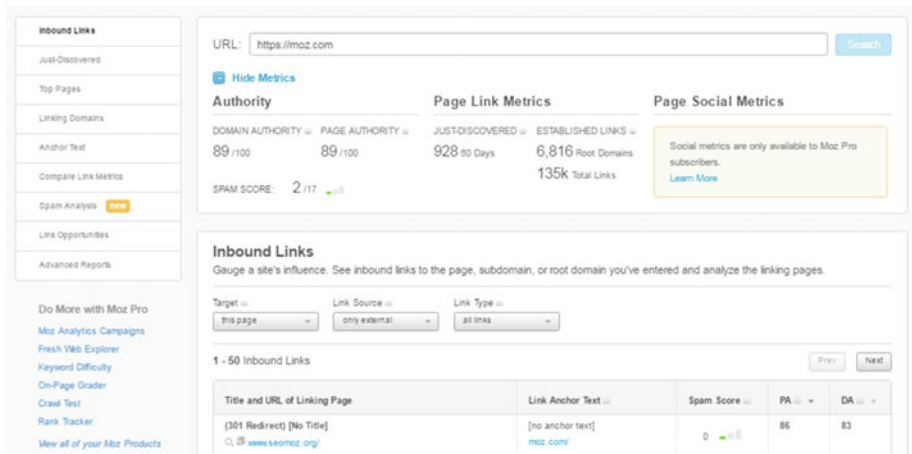 Inbound Links
Just-Discovered
Top Pages
Linking Domains
Anchor Text
Compare Link Metrics
Spam Analysis new
Link Opportunities
Advanced Reports
Do More with Moz Pro
Moz Analytics Campaigns
Fresh Web Explorer
Keyword Difficulty
On-Page Grader
Crawl Test
Rank Tracker
View all of your Moz Products
URL: https://moz.com Search
Hide Metrics
Authority Page Link Metrics Page Social Metrics
DOMAIN AUTHORITY PAGE AUTHORITY JUST-DISCOVERED ESTABLISHED LINKS
89 /100 89 /100 928 60 Days 6,816 Root Domains
135k Total Links
SPAM SCORE: 2 /17
Social metrics are only available to Moz Pro
subscribers.
Learn More
Inbound Links
Gauge a site's influence. See inbound links to the page, subdomain, or root domain you've entered and analyze the linking pages.
Target Link Source Link Type
this page only external all links
1 - 50 Inbound Links Prev Next
Title and URL of Linking Page Link Anchor Text Spam Score PA DA
(301 Redirect) [No Title] [no anchor text] 0 86 83
www.seomoz.org/ moz.com/